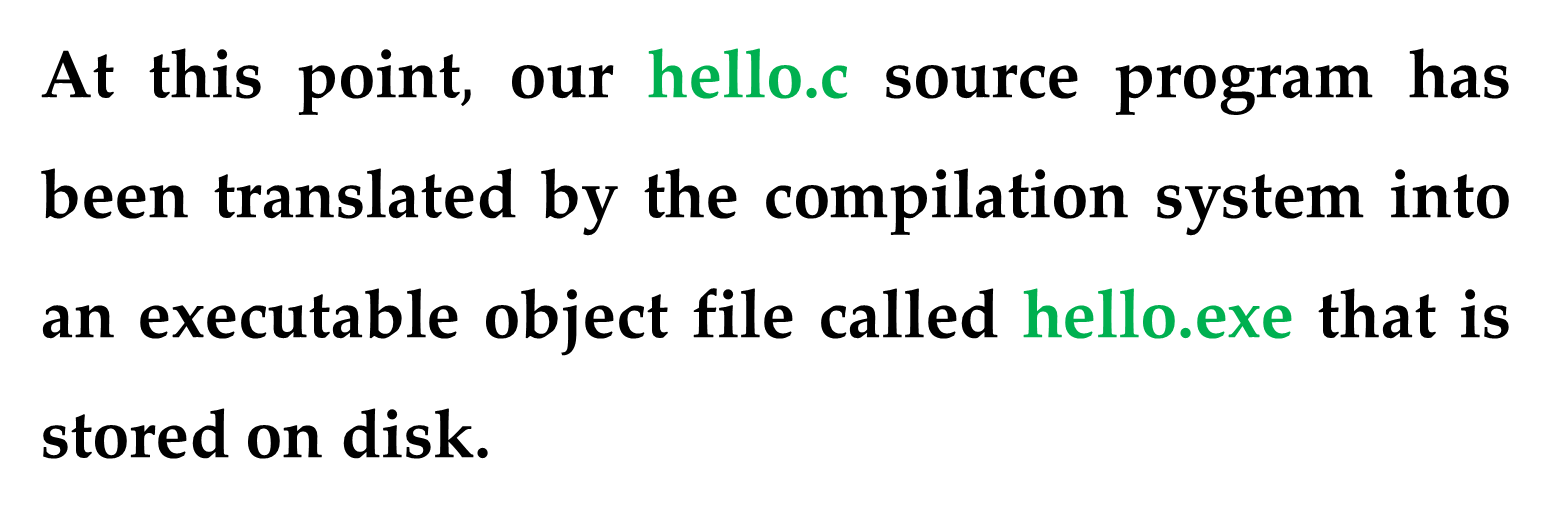 At this point, our hello.c source program has
been translated by the compilation system into
an executable object file called hello.exe that is
stored on disk.